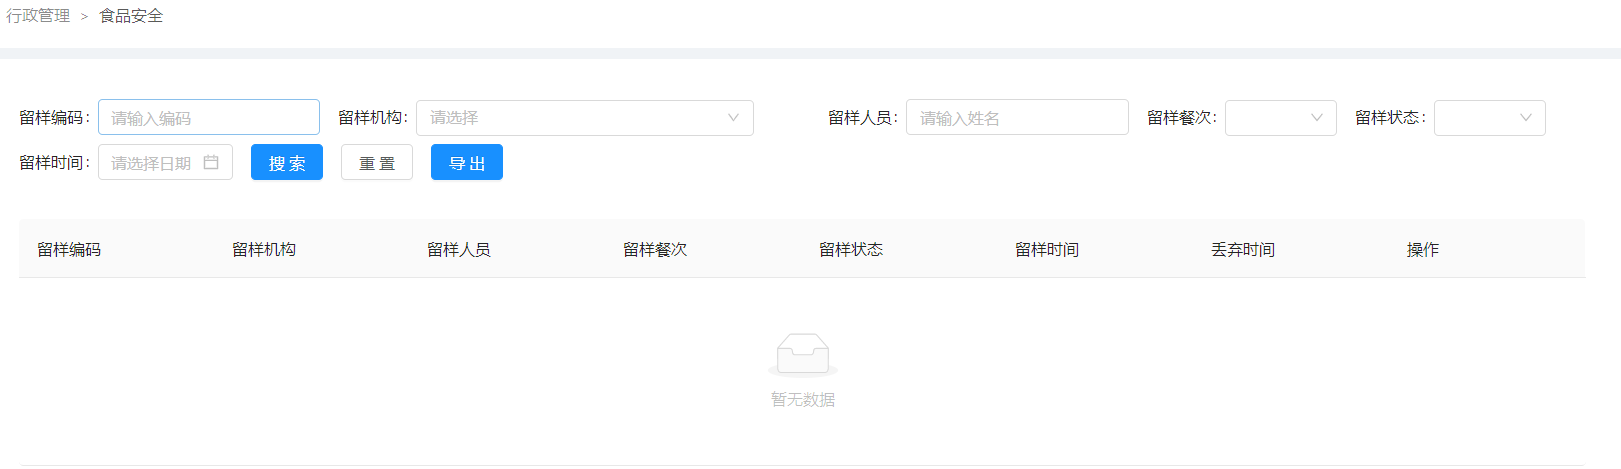 行政管理 > 食品安全
留样编码: 请输入编码 留样机构: 请选择 留样人员: 请输入姓名 留样餐次: 留样状态:
留样时间: 请选择日期 搜 索 重 置 导 出
留样编码 留样机构 留样人员 留样餐次 留样状态 留样时间 丢弃时间 操作
暂无数据